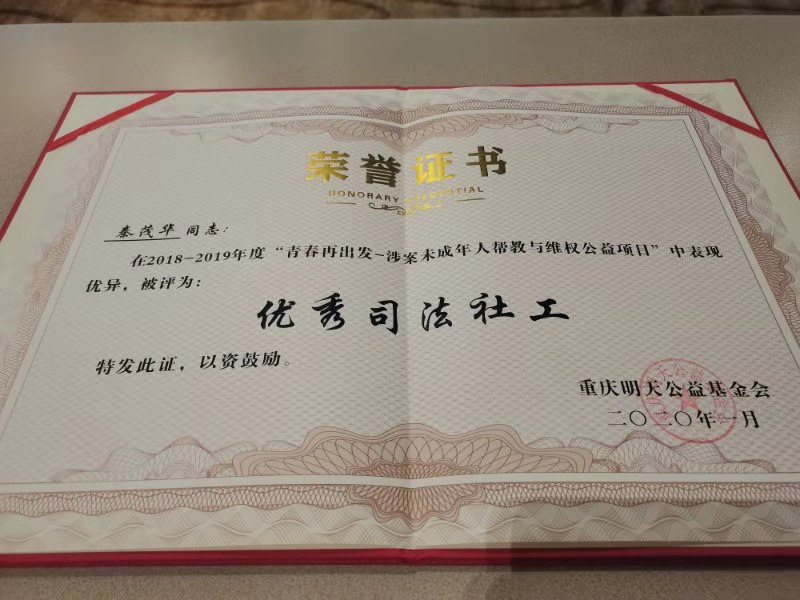 荣誉证书
HONORARY CREDENTIAL
秦茂华 同志：
在2018-2019年度“青春再出发-涉案未成年人帮教与维权公益项目”中表现
优异，被评为：
优秀司法社工
特发此证，以资鼓励。
重庆明天公益基金会
二〇二〇年一月